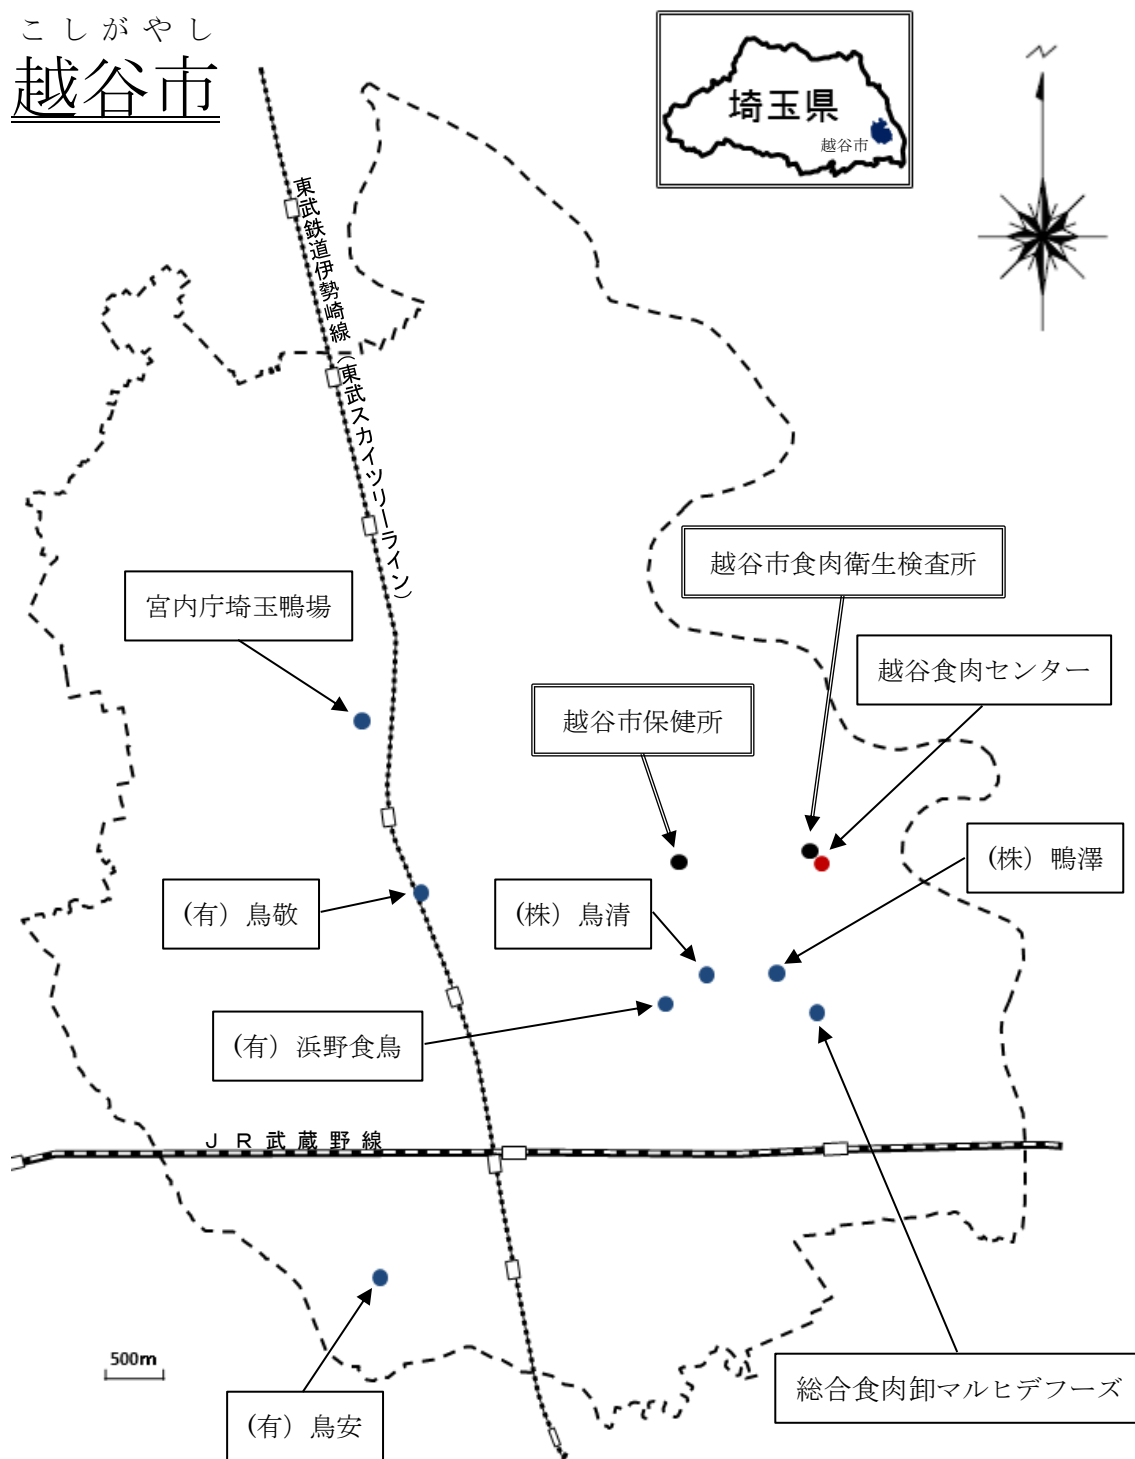 こしがやし
越谷市
埼玉県
越谷市
東武鉄道伊勢崎線（東武スカイツリーライン）
越谷市食肉衛生検査所
宮内庁埼玉鴨場
越谷食肉センター
越谷市保健所
(株）鴨澤
(有）鳥敬
(株）鳥清
(有）浜野食鳥
ＪＲ武蔵野線
500m
総合食肉卸マルヒデフーズ
(有）鳥安